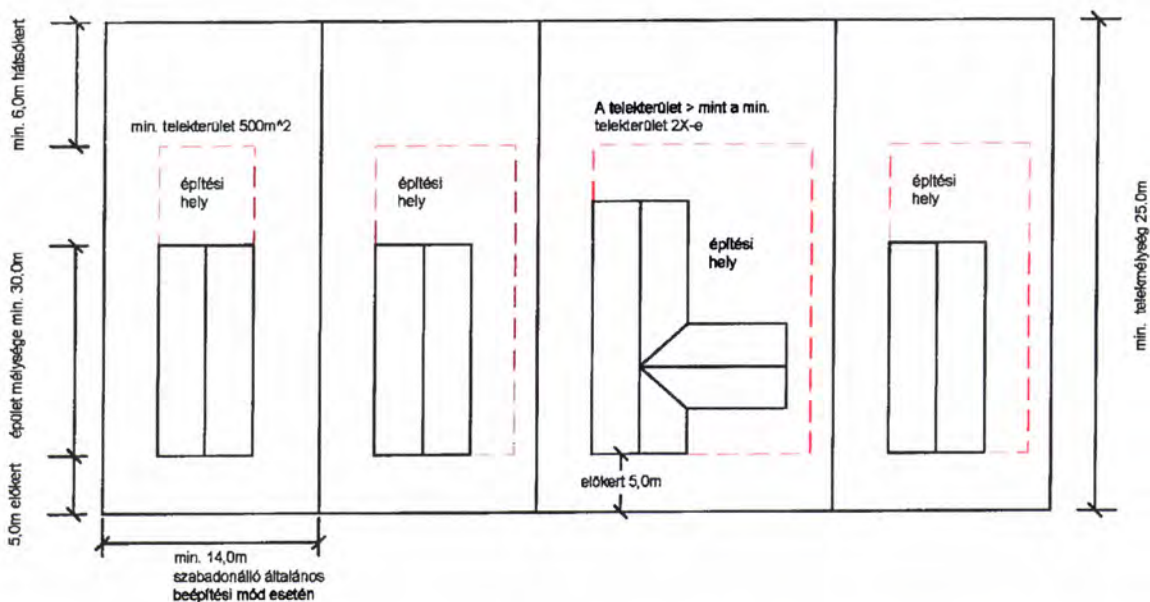 min. 6,0m hátsókert
épület mélysége min. 30,0m
5,0m előkert
min. telekterület 500m^2
építési
hely
építési
hely
A telekterület > mint a min.
telekterület 2X-e
építési
hely
építési
hely
előkert 5,0m
min. 14,0m
szabadonálló általános
beépítési mód esetén
min. telekmélység 25,0m